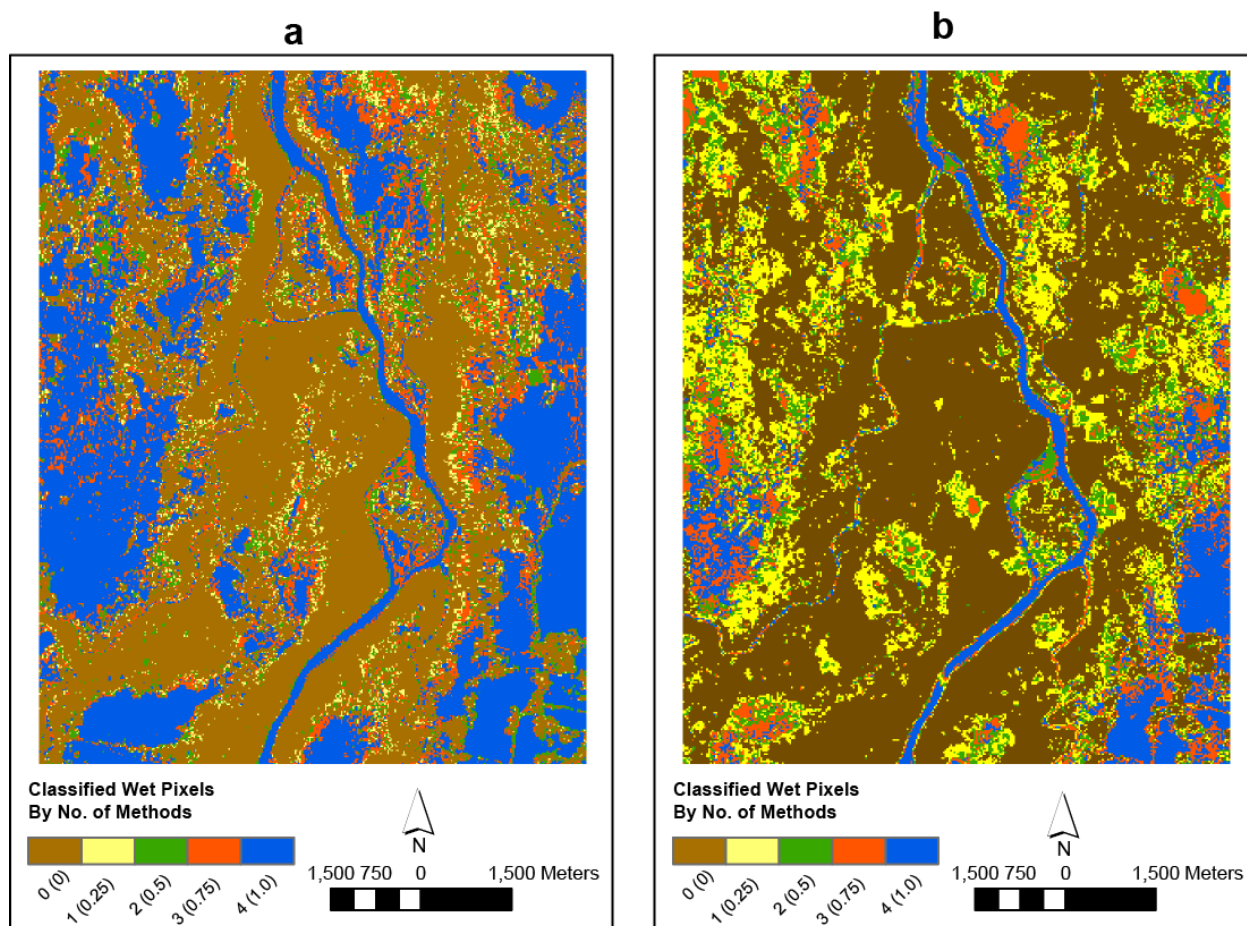 a
b
Classified Wet Pixels
By No. of Methods
N
0 (0)
1 (0.25)
2 (0.5)
3 (0.75)
4 (1.0)
1,500 750 0 1,500 Meters
Classified Wet Pixels
By No. of Methods
N
0 (0)
1 (0.25)
2 (0.5)
3 (0.75)
4 (1.0)
1,500 750 0 1,500 Meters